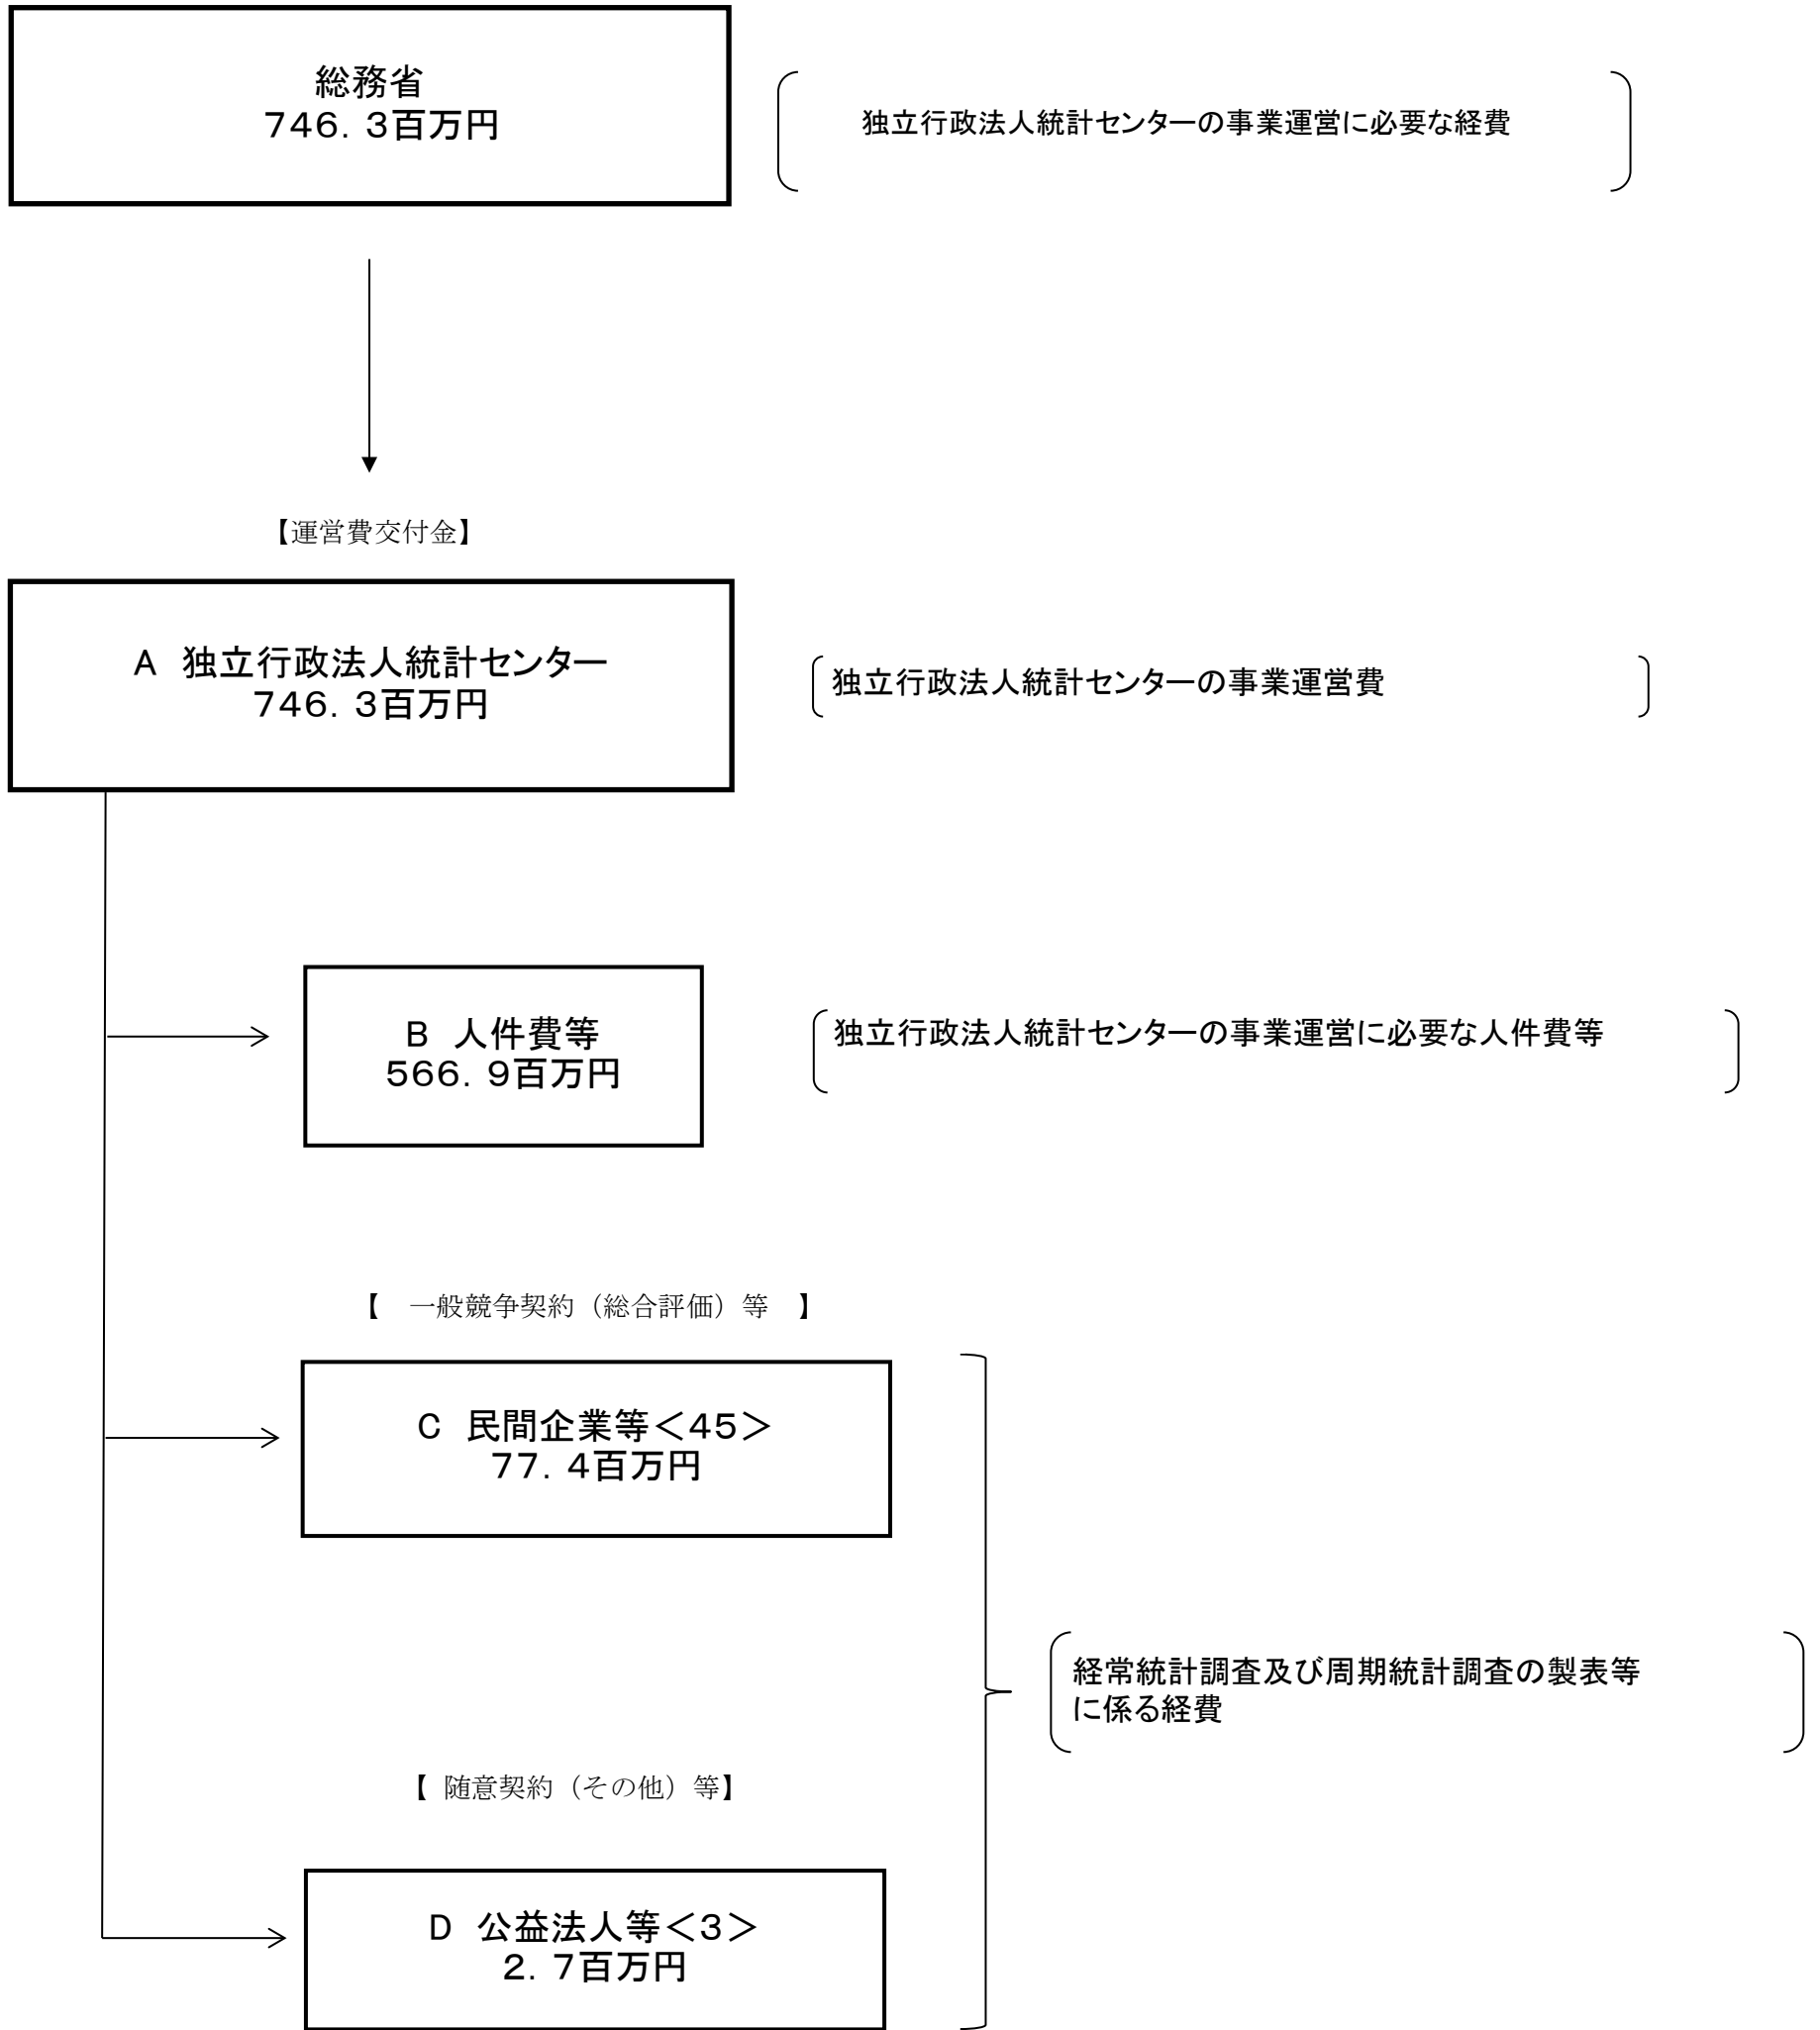 総務省
746．3百万円
独立行政法人統計センターの事業運営に必要な経費
【運営費交付金】
A　独立行政法人統計センター
746．3百万円
独立行政法人統計センターの事業運営費
B　人件費等
566．9百万円
独立行政法人統計センターの事業運営に必要な人件費等
【　一般競争契約（総合評価）等　】
C　民間企業等＜45＞
77．4百万円
経常統計調査及び周期統計調査の製表等
に係る経費
【 随意契約（その他）等】
D　公益法人等＜3＞
2．7百万円